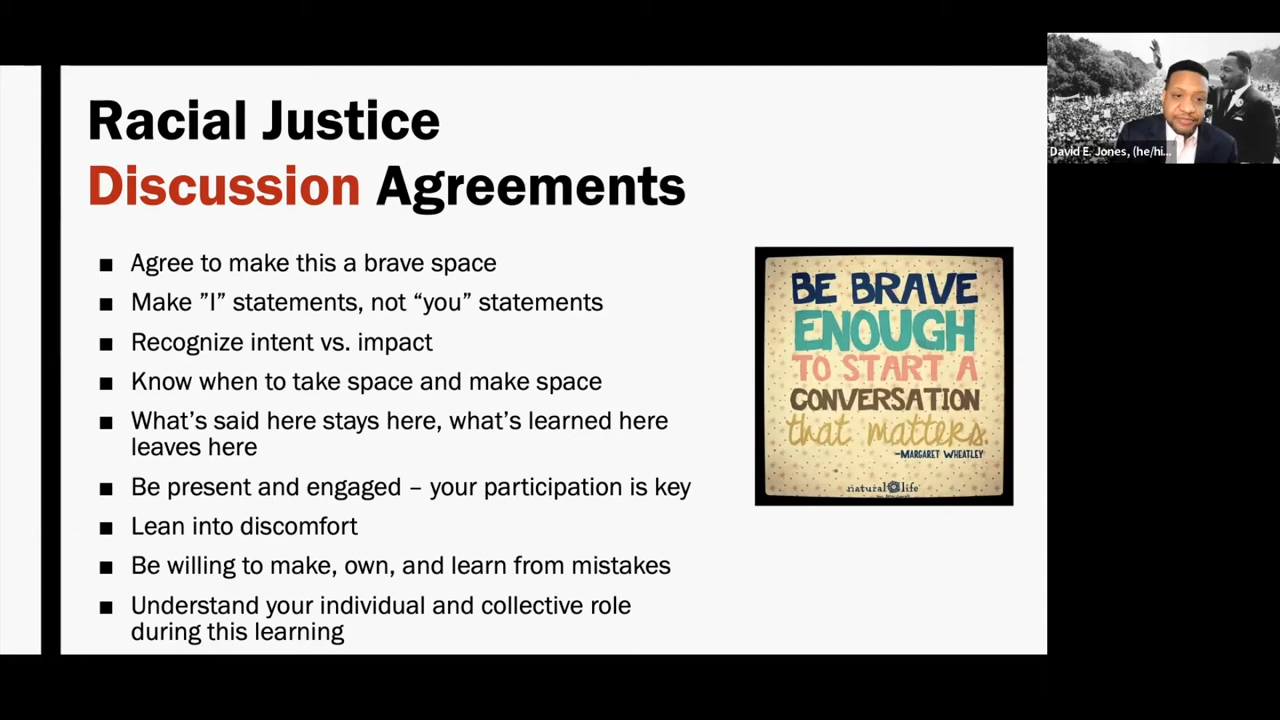 Racial Justice
Discussion Agreements
■ Agree to make this a brave space
■ Make ”I” statements, not “you” statements
■ Recognize intent vs. impact
■ Know when to take space and make space
■ What’s said here stays here, what’s learned here
leaves here
■ Be present and engaged – your participation is key
■ Lean into discomfort
■ Be willing to make, own, and learn from mistakes
■ Understand your individual and collective role
during this learning
BE BRAVE
ENOUGH
TO START A
CONVERSATION
that matters.
-MARGARET WHEATLEY
natural life
David E. Jones, (he/hi...